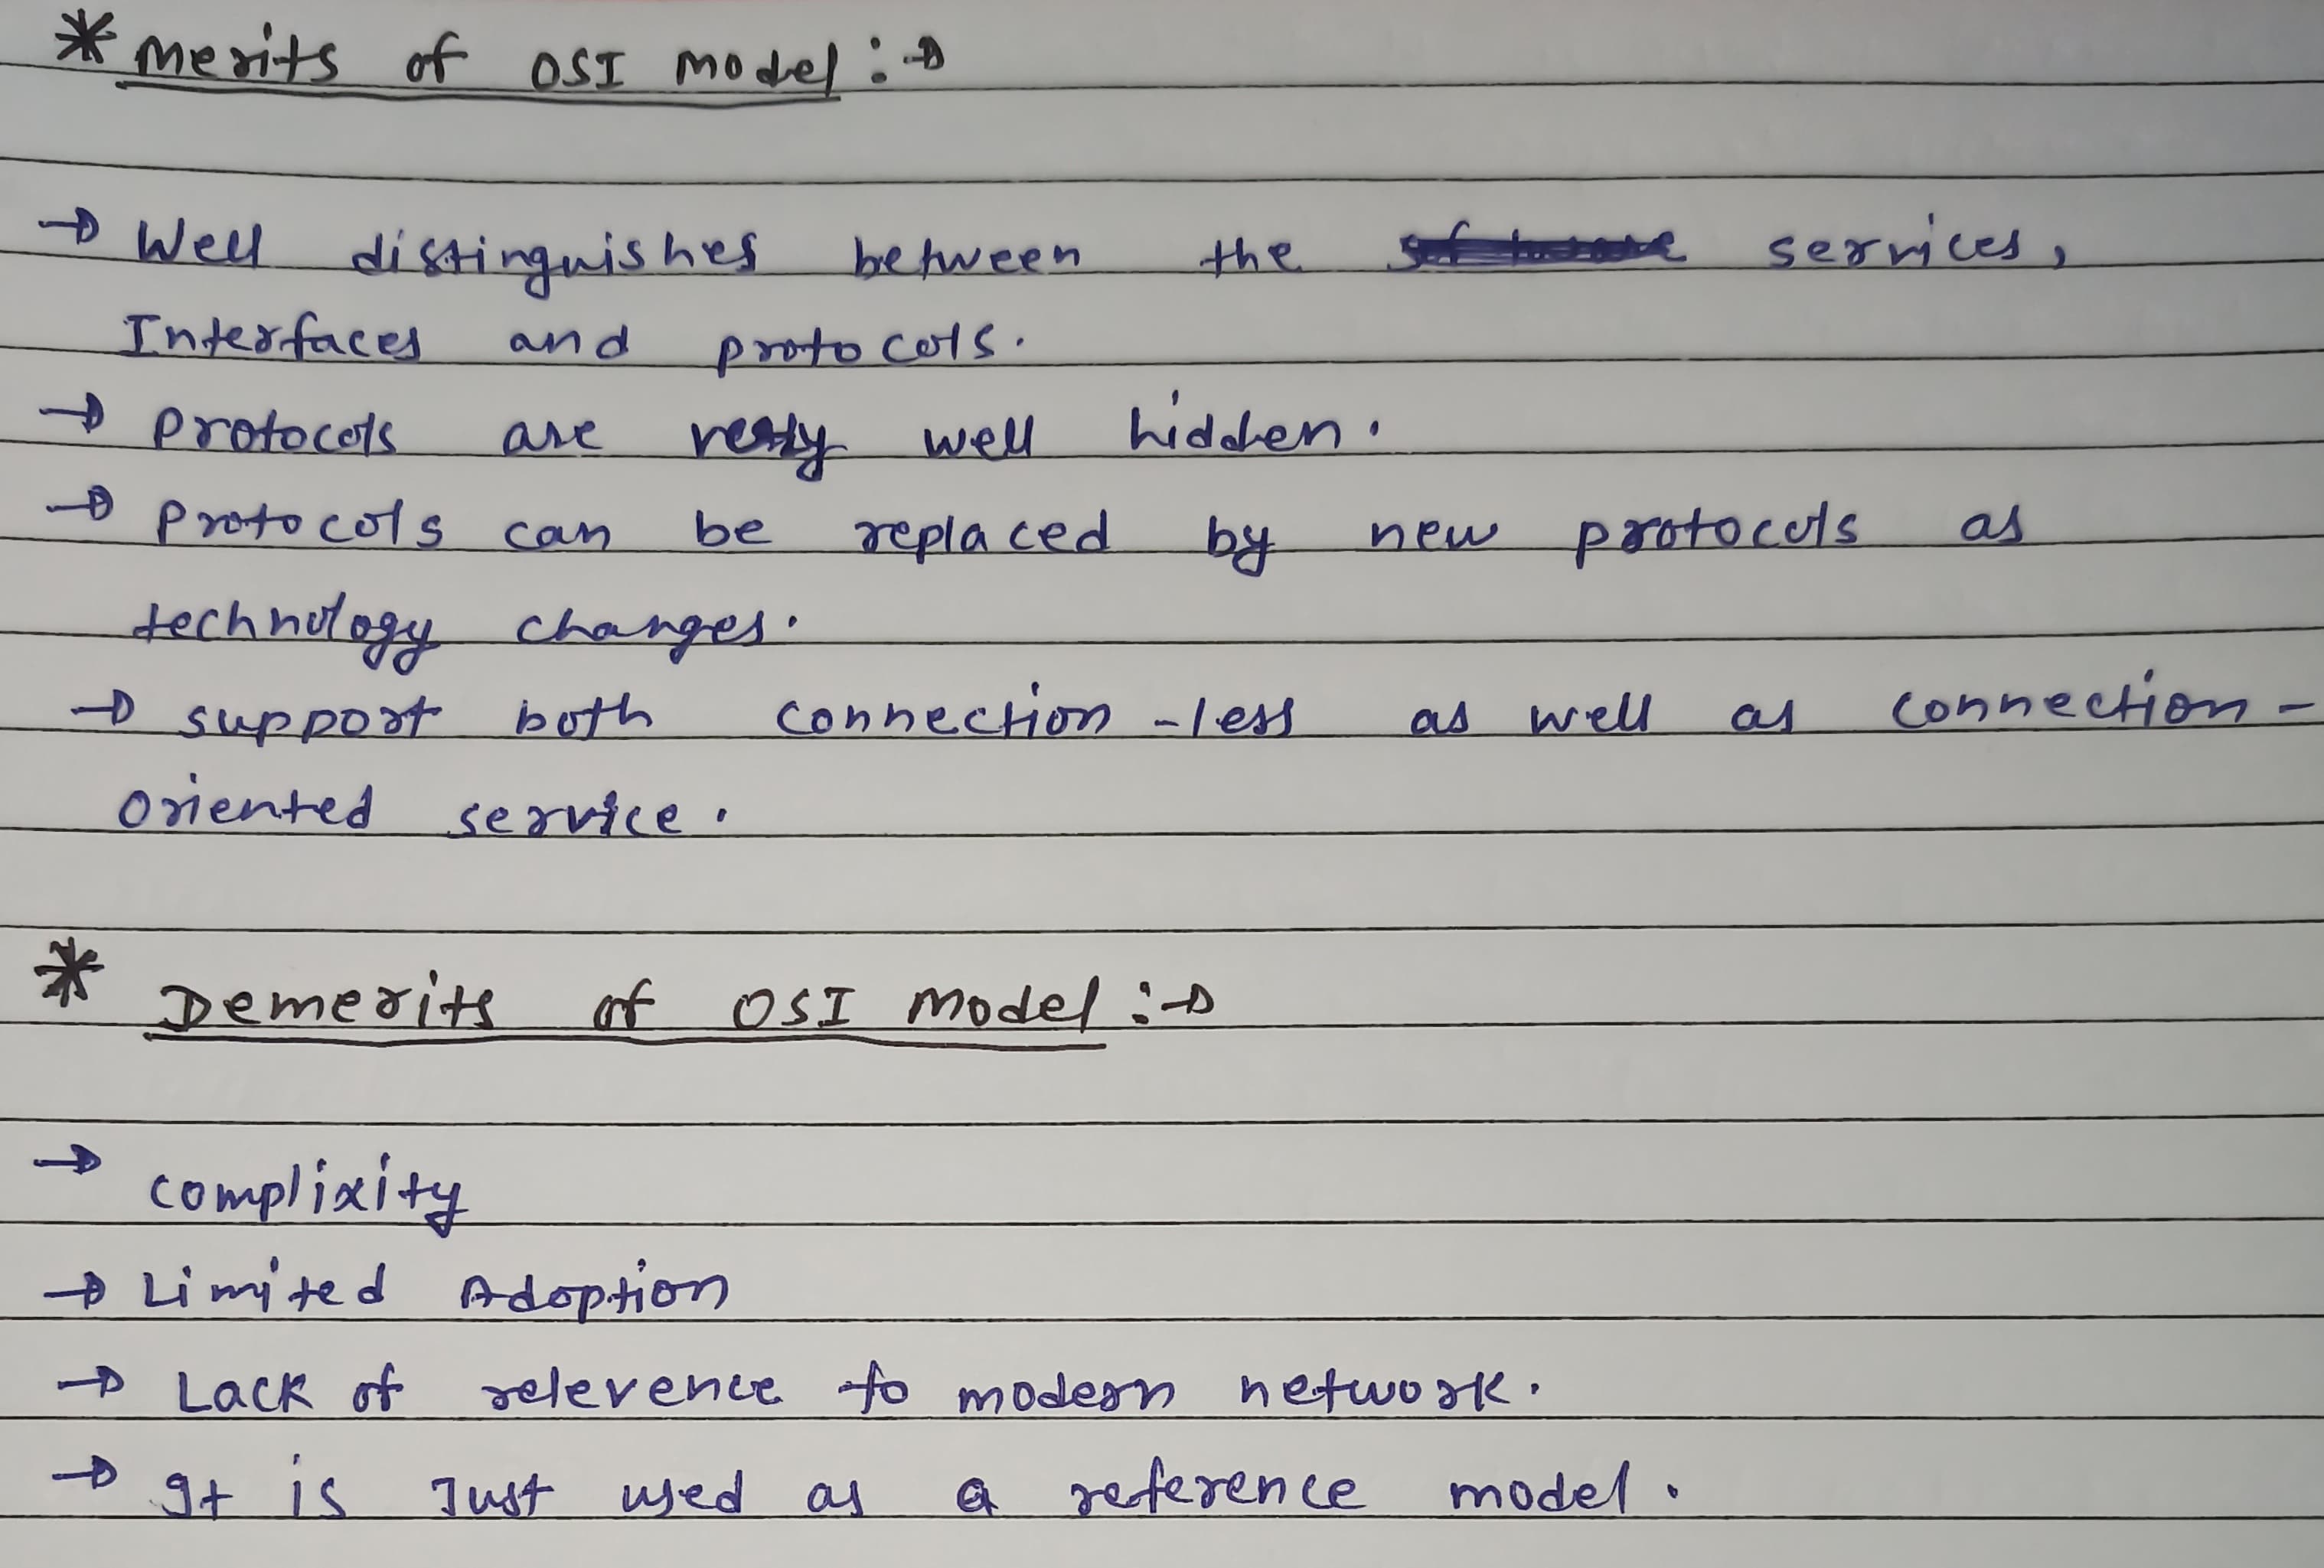 * Merits of OSI Model :→
→ Well distinguishes between the services,
Interfaces and protocols.
→ Protocols are very well hidden.
→ Protocols can be replaced by new protocols as
technology changes.
→ support both connection-less as well as connection-
oriented service.
* Demerits of OSI Model :→
→ complixity
→ Limited Adoption
→ Lack of relevence to modern network.
→ It is Just used as a reference model.